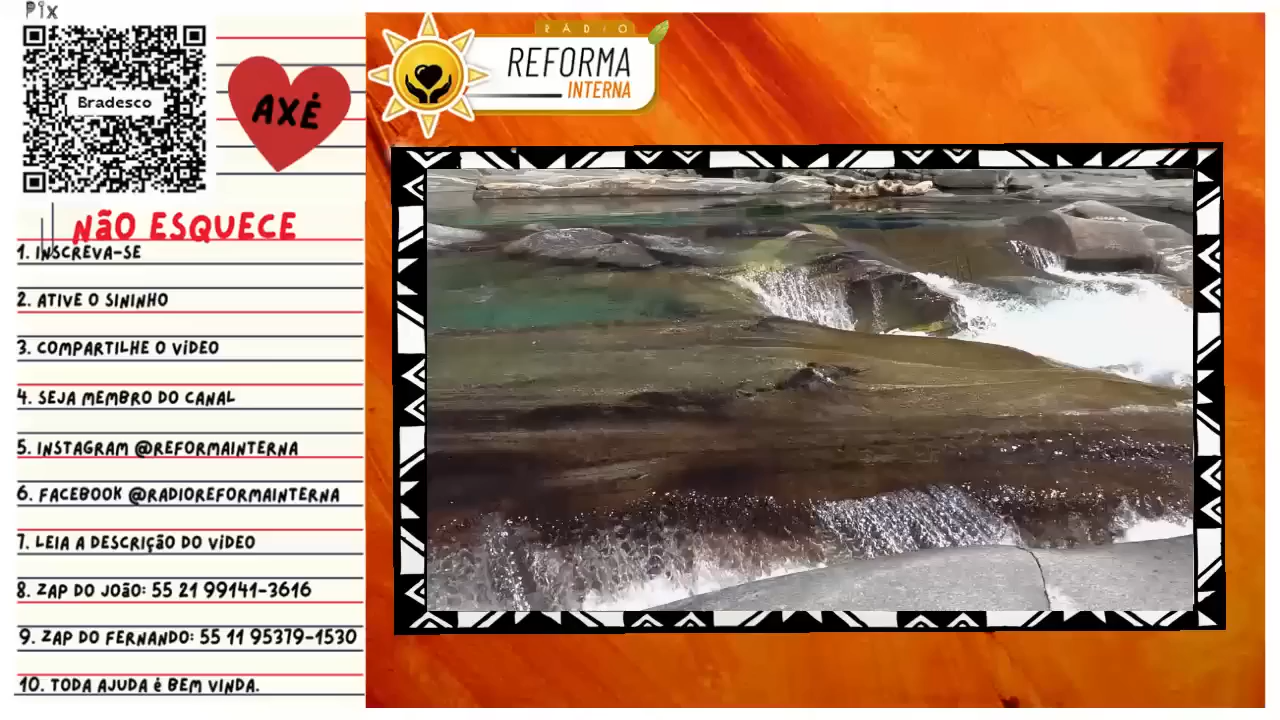 Pix
Bradesco
AXÉ
NÃO ESQUECE
1. INSCREVA-SE
2. ATIVE O SININHO
3. COMPARTILHE O VÍDEO
4. SEJA MEMBRO DO CANAL
5. INSTAGRAM @REFORMAINTERNA
6. FACEBOOK @RADIOREFORMAINTERNA
7. LEIA A DESCRIÇÃO DO VÍDEO
8. ZAP DO JOÃO: 55 21 99141-3616
9. ZAP DO FERNANDO: 55 11 95379-1530
10. TODA AJUDA É BEM VINDA.
RÁDIO
REFORMA
INTERNA